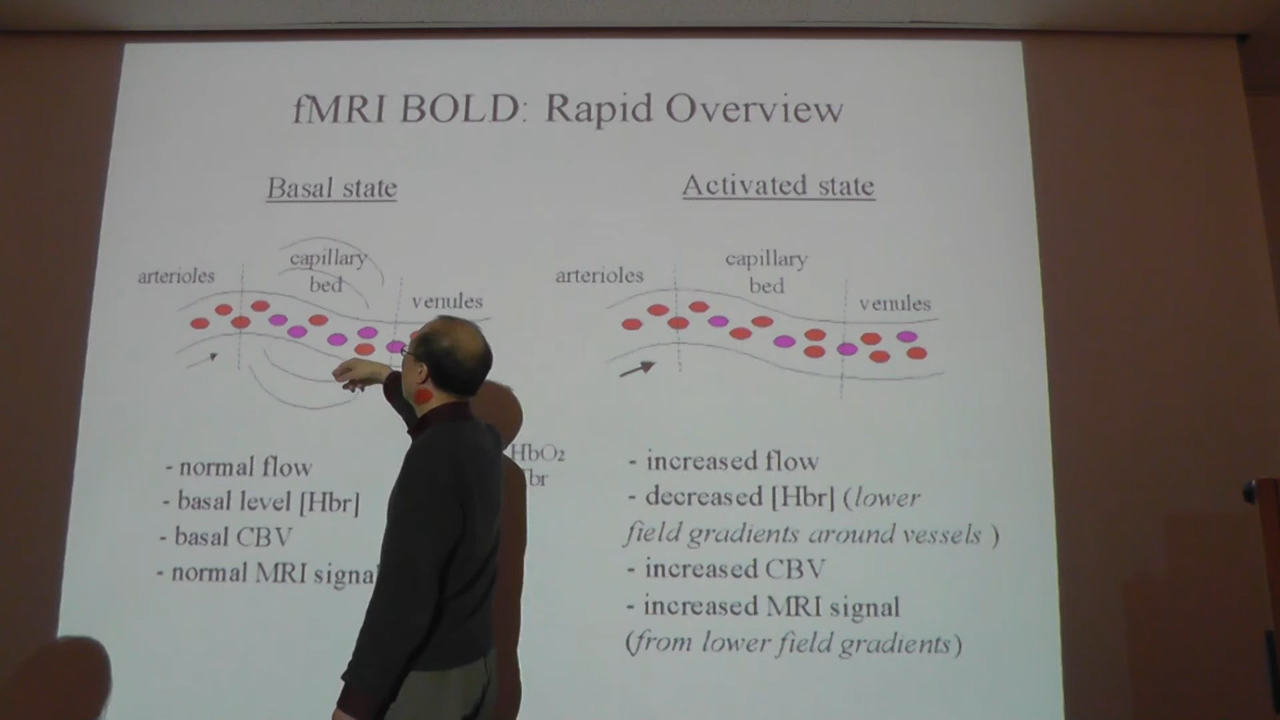 fMRI BOLD: Rapid Overview
Basal state
arterioles
capillary
bed
venules
- normal flow
- basal level [Hbr]
- basal CBV
- normal MRI signal
HbO₂
Activated state
arterioles
capillary
bed
venules
- increased flow
- decreased [Hbr] (lower
field gradients around vessels )
- increased CBV
- increased MRI signal
(from lower field gradients)